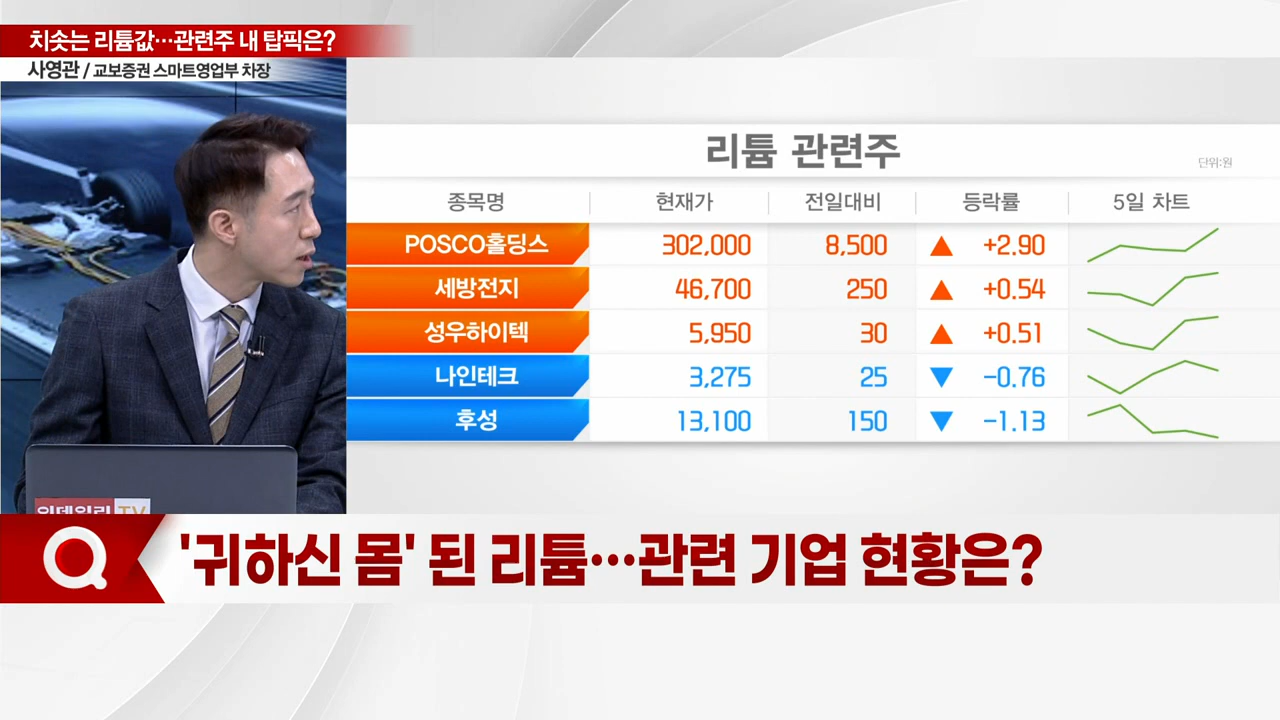 치솟는 리튬값…관련주 내 탑픽은?
사영관 / 교보증권 스마트영업부 차장
리튬 관련주
단위:원
종목명 현재가 전일대비 등락률 5일 차트
POSCO홀딩스 302,000 8,500 ▲ +2.90
세방전지 46,700 250 ▲ +0.54
성우하이텍 5,950 30 ▲ +0.51
나인테크 3,275 25 ▼ -0.76
후성 13,100 150 ▼ -1.13
이데일리 TV
Q '귀하신 몸' 된 리튬…관련 기업 현황은?